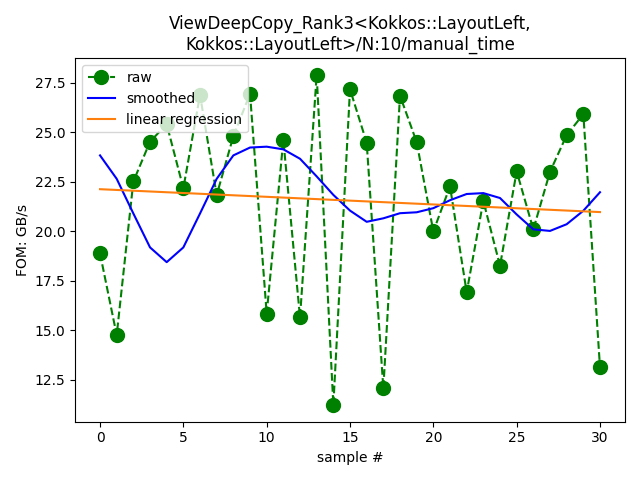 ViewDeepCopy_Rank3<Kokkos::LayoutLeft,
Kokkos::LayoutLeft>/N:10/manual_time
raw
smoothed
linear regression
FOM: GB/s
27.5
25.0
22.5
20.0
17.5
15.0
12.5
0
5
10
15
20
25
30
sample #